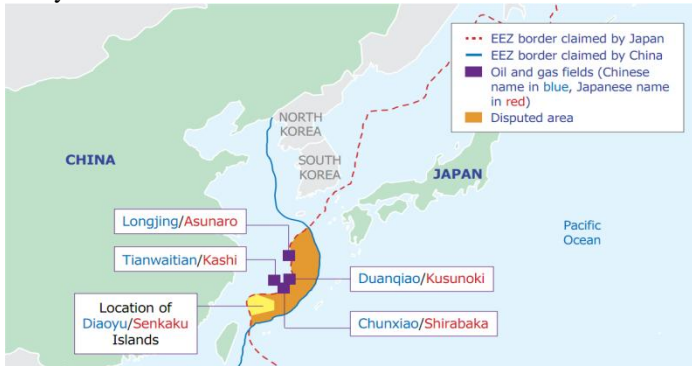 EEZ border claimed by Japan
EEZ border claimed by China
Oil and gas fields (Chinese
name in blue, Japanese name
in red)
Disputed area
NORTH
KOREA
SOUTH
KOREA
CHINA
JAPAN
Pacific
Ocean
Longjing/Asunaro
Tianwaitian/Kashi
Duanqiao/Kusunoki
Location of
Diaoyu/Senkaku
Islands
Chunxiao/Shirabaka